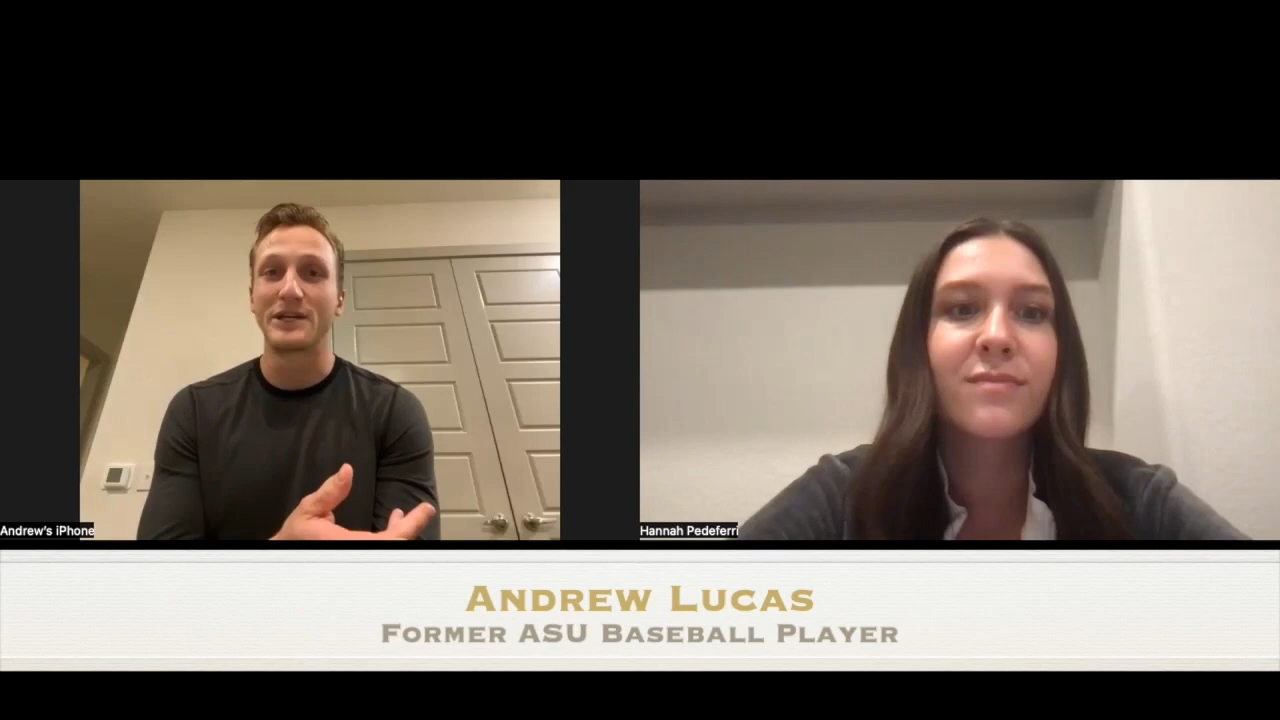 Andrew's iPhone
Hannah Pedeferri
Andrew Lucas
Former ASU Baseball Player